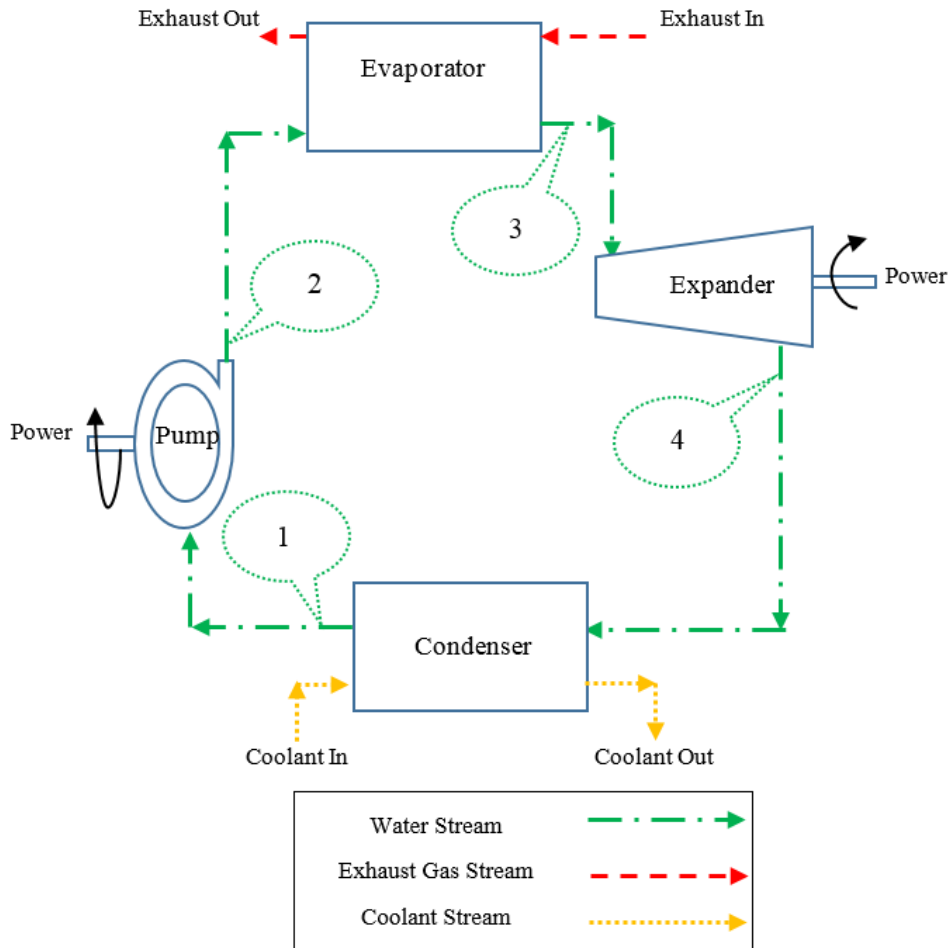 Exhaust Out
Exhaust In
Evaporator
3
2
Expander
Power
Power
Pump
4
1
Condenser
Coolant In
Coolant Out
Water Stream
Exhaust Gas Stream
Coolant Stream